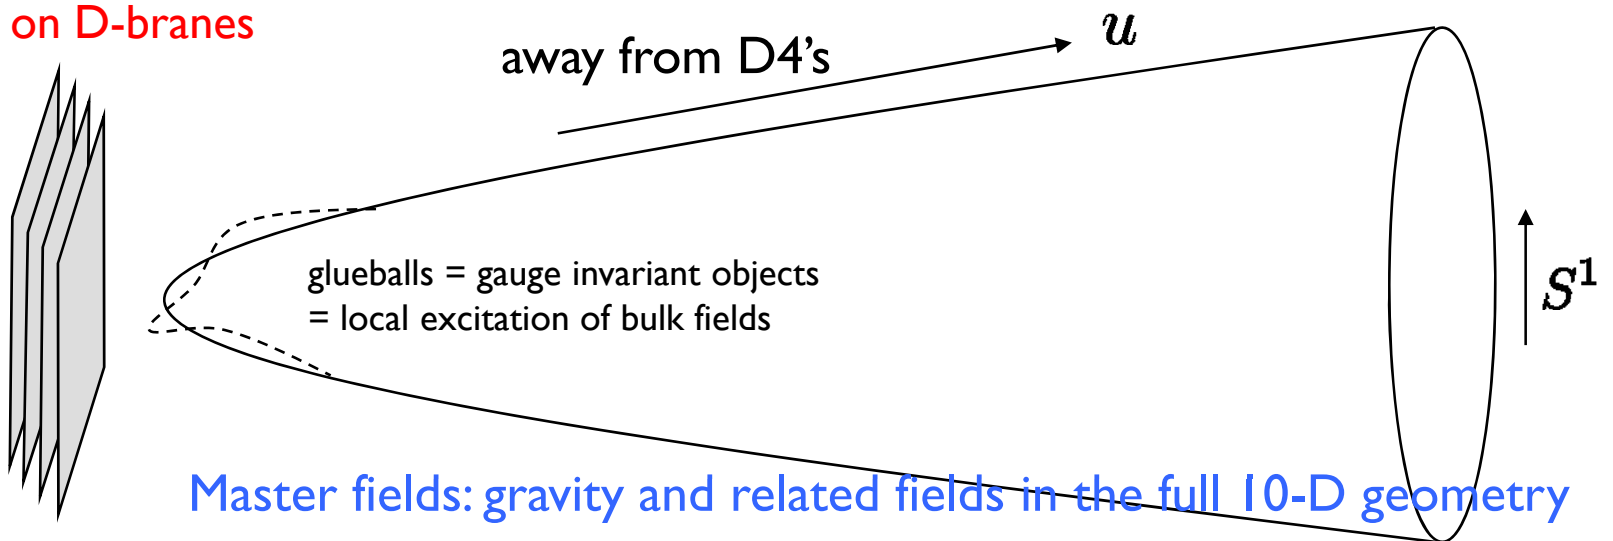 on D-branes
away from D4's
u
glueballs = gauge invariant objects
= local excitation of bulk fields
S¹
Master fields: gravity and related fields in the full 10-D geometry